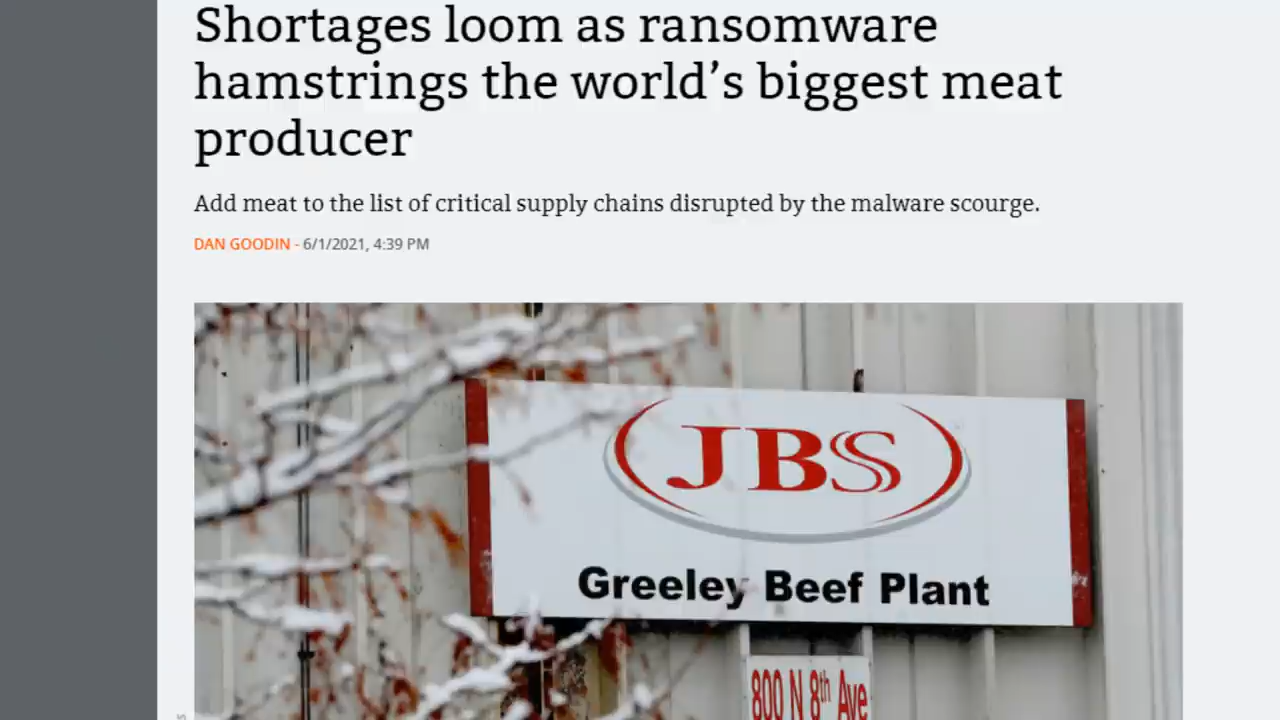 Shortages loom as ransomware
hamstrings the world’s biggest meat
producer
Add meat to the list of critical supply chains disrupted by the malware scourge.
DAN GOODIN - 6/1/2021, 4:39 PM
JBS
Greeley Beef Plant
800 N 8th Ave